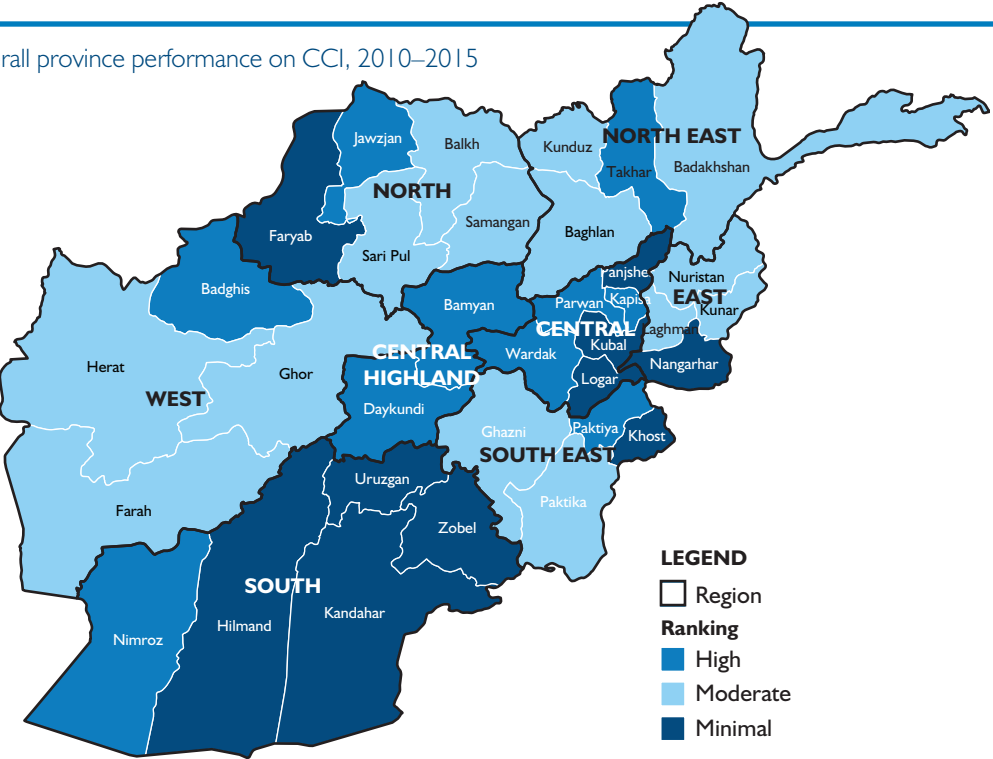 rall province performance on CCI, 2010–2015
Jawzjan
Balkh
Kunduz
NORTH EAST
Takhar
Badakhshan
NORTH
Faryab
Samangan
Baghlan
Sari Pul
Badghis
Panjshe
Nuristan
EAST
Kunar
Bamyan
Parwan
Kapisa
CENTRAL
Laghman
Kubal
Nangarhar
Herat
Ghor
CENTRAL
HIGHLAND
Wardak
Logar
WEST
Daykundi
Ghazni
Paktiya
Khost
SOUTH EAST
Uruzgan
Paktika
Farah
Zobel
SOUTH
Nimroz
Hilmand
Kandahar
LEGEND
Region
Ranking
High
Moderate
Minimal